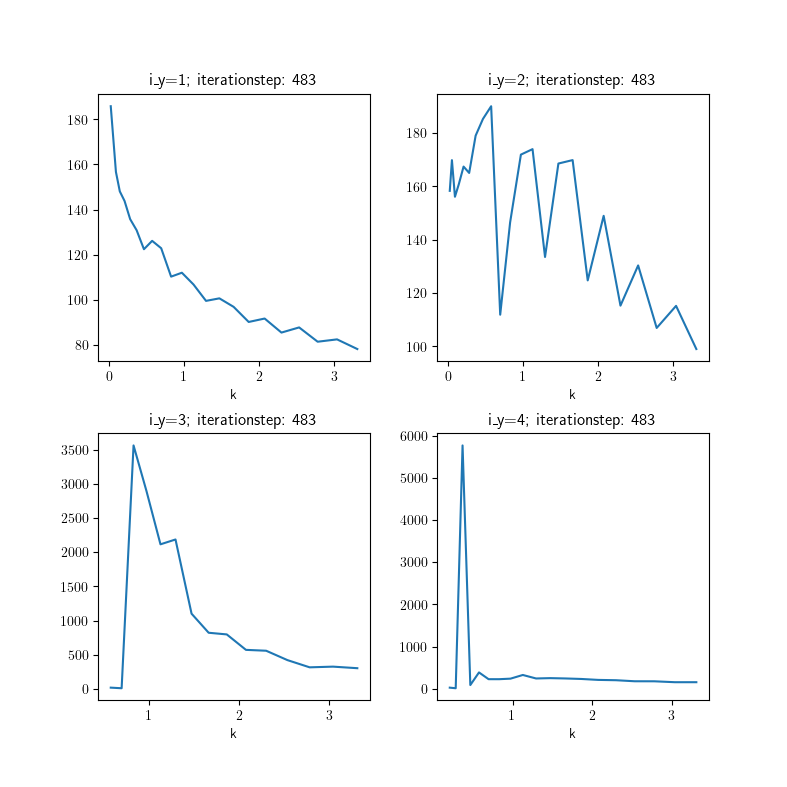 i_y=1; iterationstep: 483
180
160
140
120
100
80
0 1 2 3
k
i_y=2; iterationstep: 483
180
160
140
120
100
0 1 2 3
k
i_y=3; iterationstep: 483
3500
3000
2500
2000
1500
1000
500
0
1 2 3
k
i_y=4; iterationstep: 483
6000
5000
4000
3000
2000
1000
0
1 2 3
k